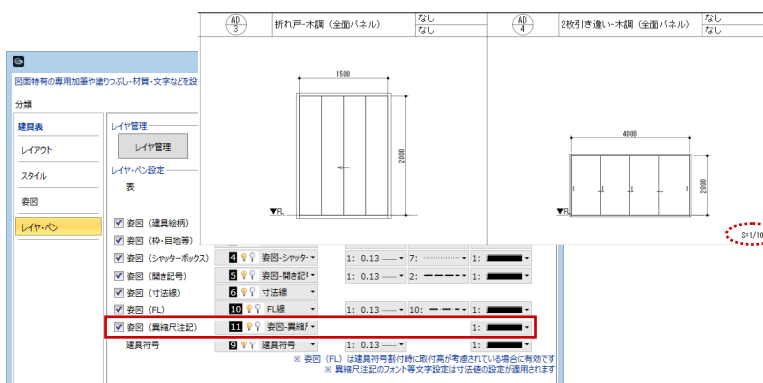 AD
3
折れ戸-木調（全面パネル）
なし
なし
AD
4
2枚引き違い-木調（全面パネル）
なし
なし
1500
2000
▼FL
4000
2000
▼FL
S=1/10
図面特有の専用加筆や塗りつぶし・材質・文字などを設
分類
建具表
レイアウト
スタイル
姿図
レイヤ・ペン
レイヤ管理
レイヤ管理
レイヤ・ペン設定
表
姿図（建具絵柄）
姿図（枠・目地等）
姿図（シャッターボックス） 4 姿図-シャッタ- 1: 0.13 7: 1:
姿図（開き記号） 5 姿図-開き記 1: 0.13 2: 1:
姿図（寸法線） 6 寸法線
姿図（FL） 10 FL線 1: 0.13 10: 1:
姿図（異縮尺注記） 11 姿図-異縮 1:
建具符号 9 建具符号 1: 0.13 1:
※ 姿図（FL）は建具符号割付時に取付高が考慮されている場合に有効です
※ 異縮尺注記のフォント等文字設定は寸法値の設定が適用されます